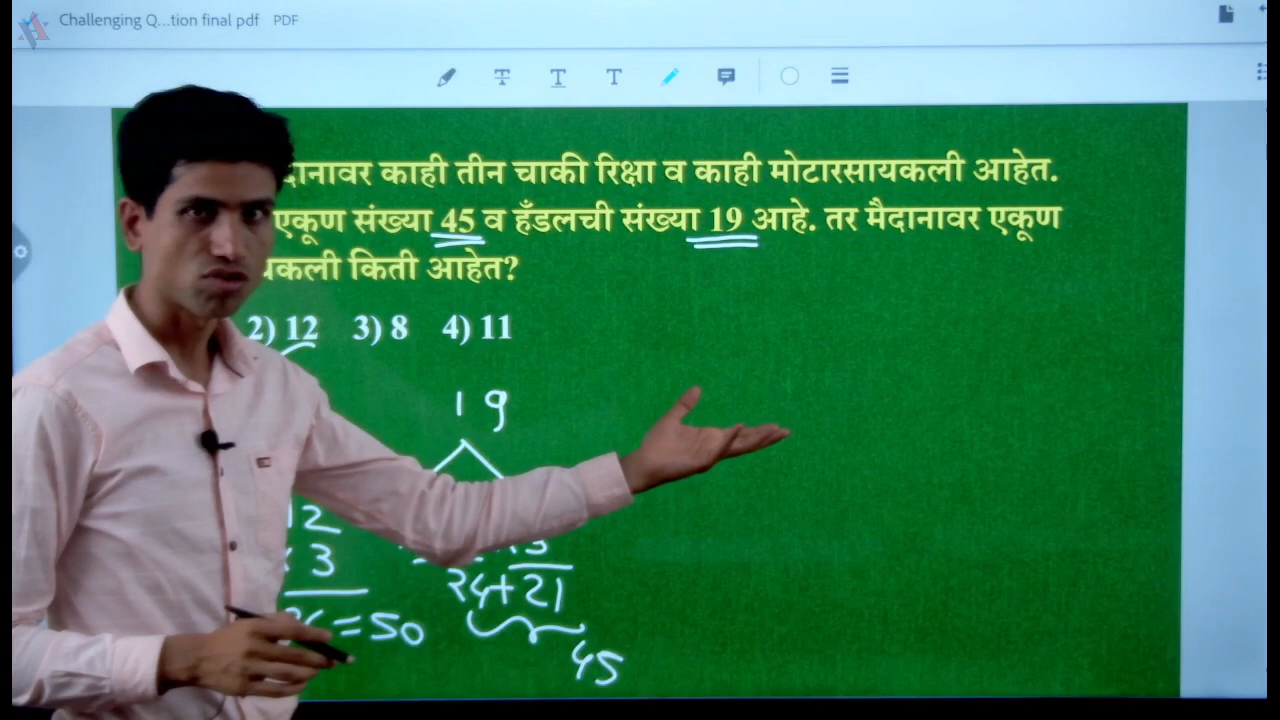 Challenging Q...tion final pdf PDF
दानावर काही तीन चाकी रिक्षा व काही मोटारसायकली आहेत.
एकूण संख्या 45 व हँडलची संख्या 19 आहे. तर मैदानावर एकूण
यकली किती आहेत?
2) 12 3) 8 4) 11
19
12
3
3
24+21
=50
45